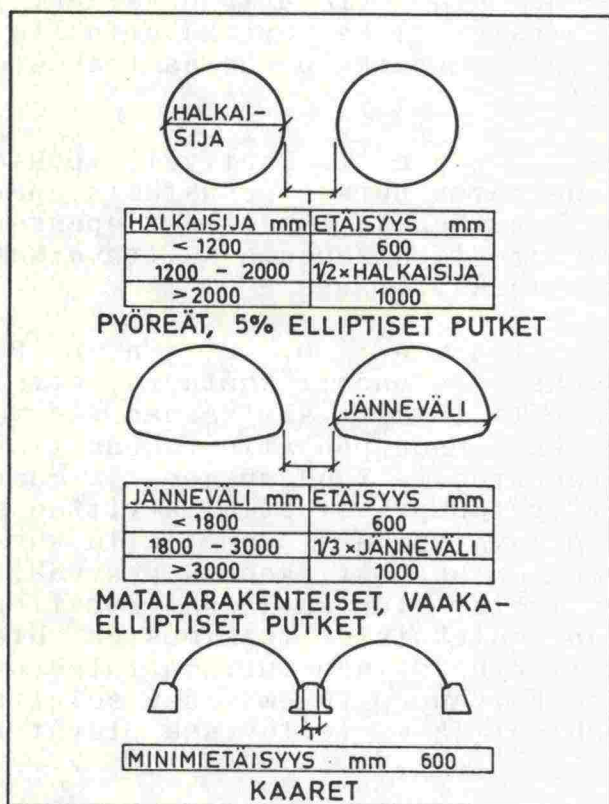 HALKAI-
SIJA
HALKAISIJA mm ETÄISYYS mm
< 1200 600
1200 - 2000 1/2×HALKAISIJA
>2000 1000
PYÖREÄT, 5% ELLIPTISET PUTKET
JÄNNEVÄLI
JÄNNEVÄLI mm ETÄISYYS mm
< 1800 600
1800 - 3000 1/3×JÄNNEVÄLI
>3000 1000
MATALARAKENTEISET, VAAKA-
ELLIPTISET PUTKET,
MINIMIETÄISYYS mm 600
KAARET